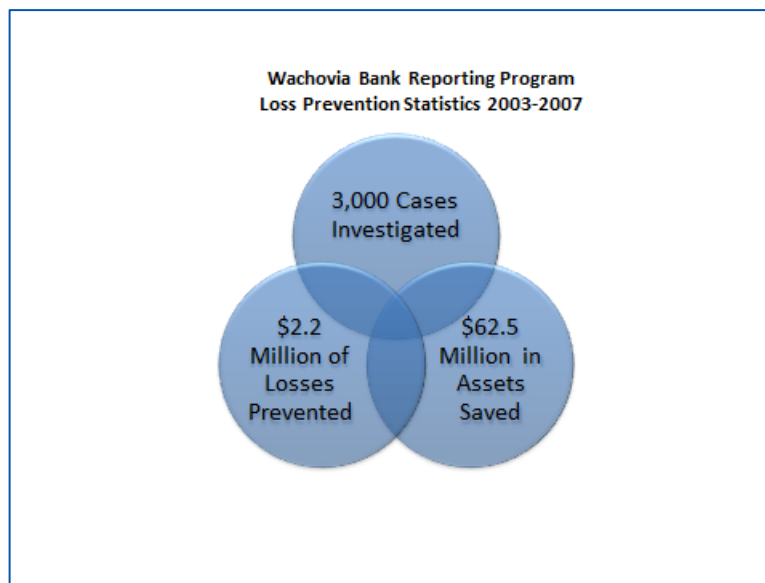 Wachovia Bank Reporting Program
Loss Prevention Statistics 2003-2007
3,000 Cases
Investigated
$2.2
Million of
Losses
Prevented
$62.5
Million in
Assets
Saved